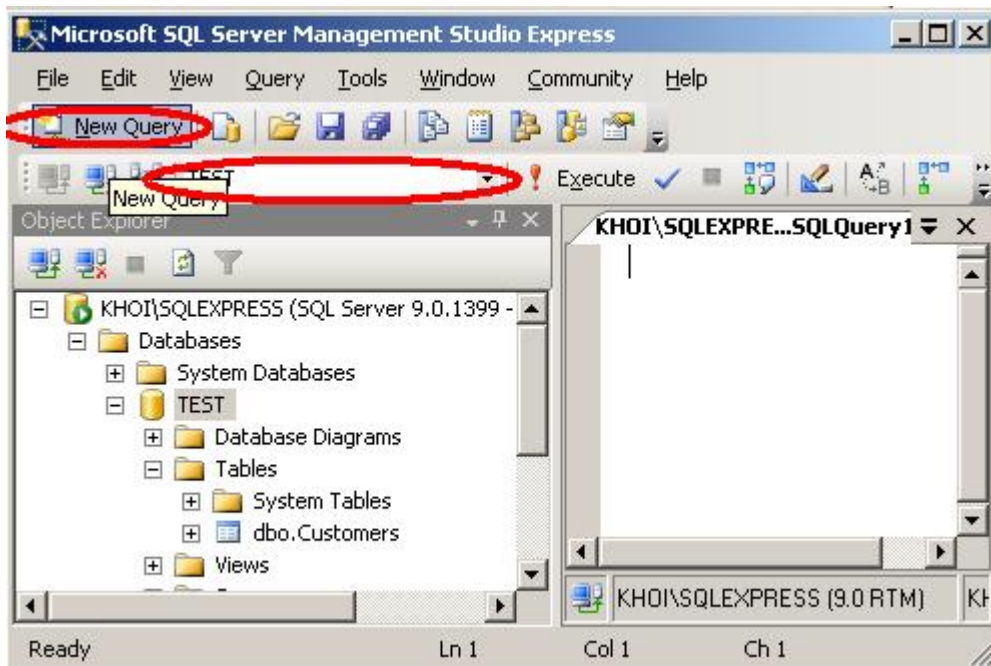 Microsoft SQL Server Management Studio Express
File Edit View Query Tools Window Community Help
New Query
TEST Execute
New Query
Object Explorer
KHOI\SQLEXPRE...SQLQuery1
KHOI\SQLEXPRESS (SQL Server 9.0.1399 -
Databases
System Databases
TEST
Database Diagrams
Tables
System Tables
dbo.Customers
Views
KHOI\SQLEXPRESS (9.0 RTM) KH
Ready Ln 1 Col 1 Ch 1